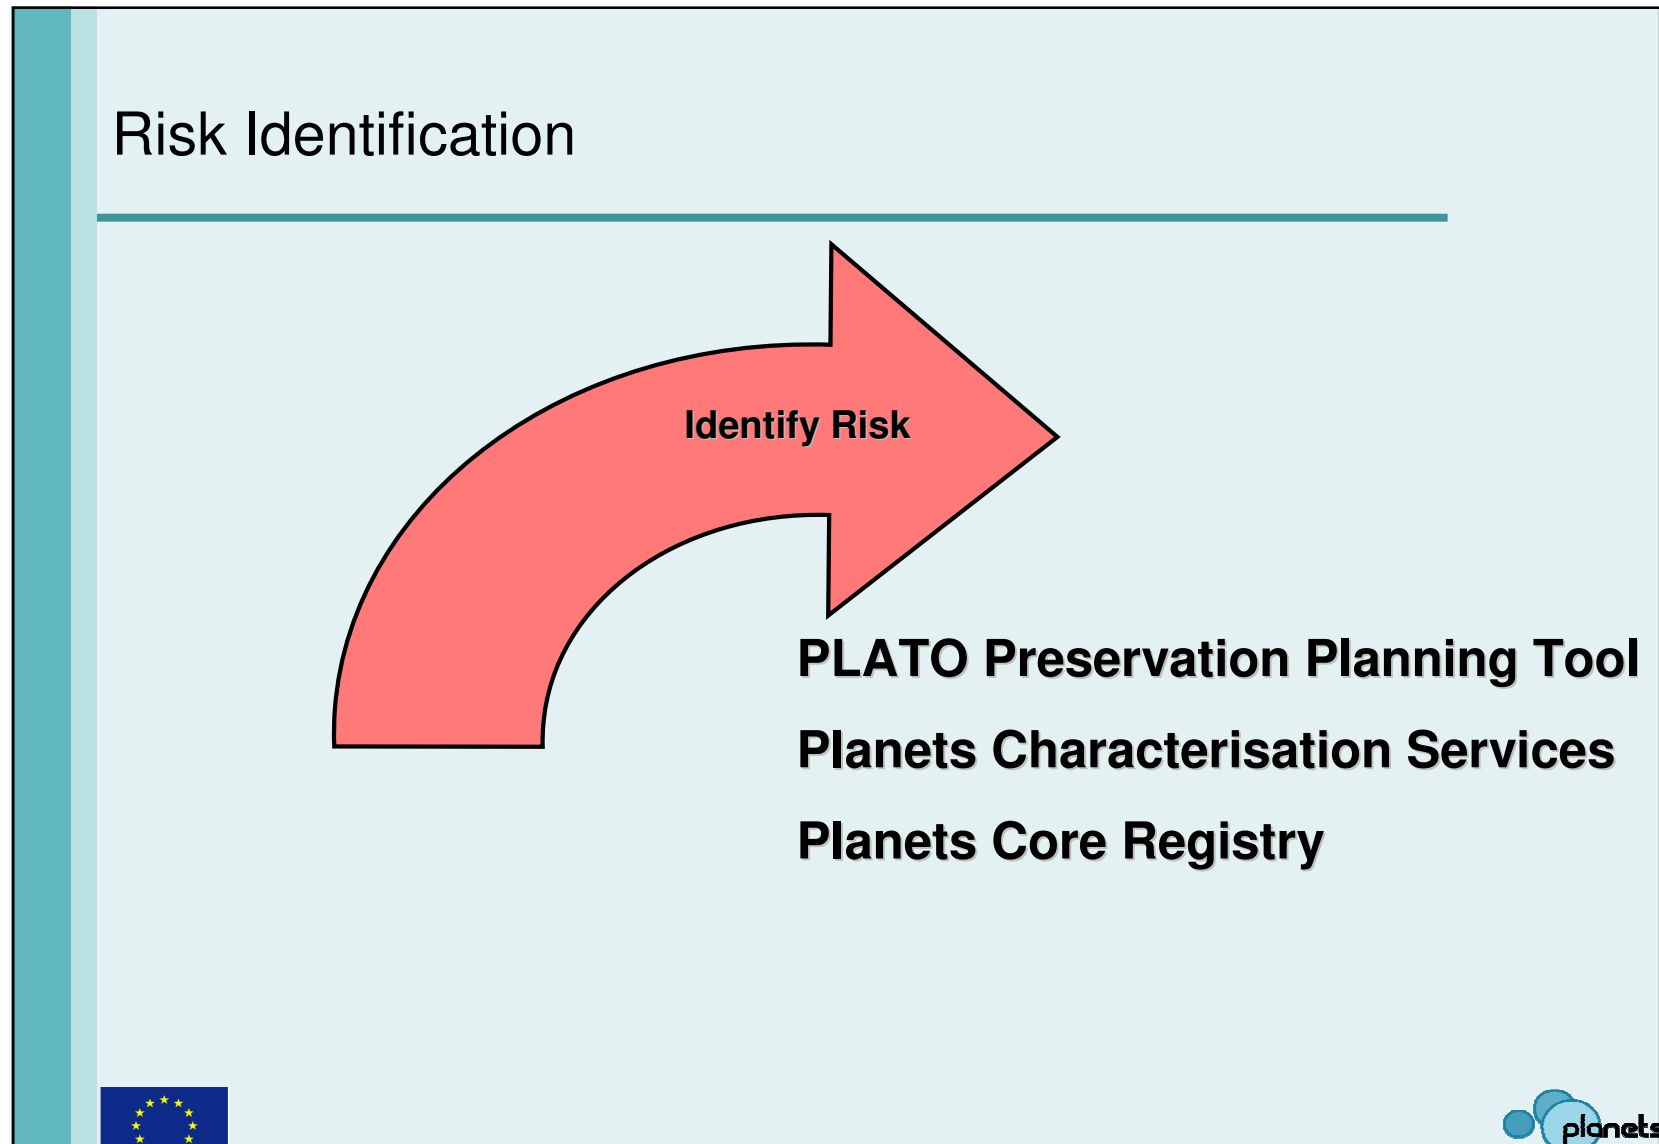 Risk Identification
Identify Risk
PLATO Preservation Planning Tool
Planets Characterisation Services
Planets Core Registry
planets